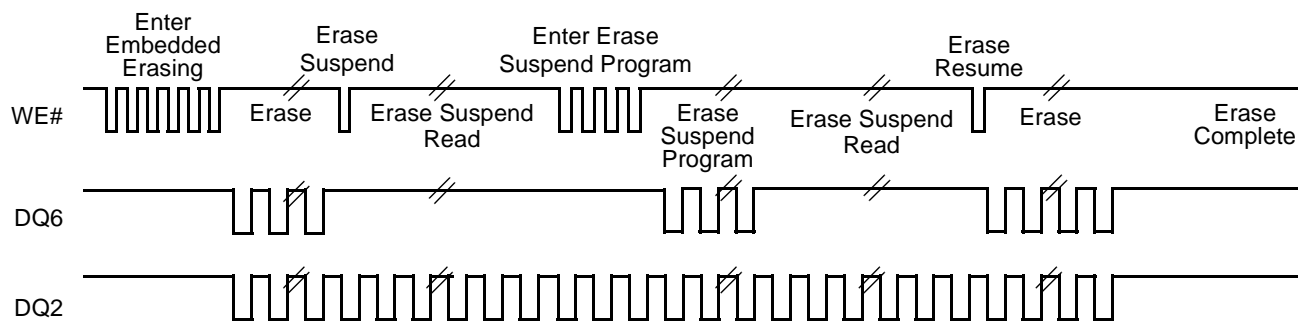 Enter
Embedded
Erasing
Erase
Suspend
Enter Erase
Suspend Program
Erase
Resume
WE#
Erase
Erase Suspend
Read
Erase
Suspend
Program
Erase Suspend
Read
Erase
Erase
Complete
DQ6
DQ2